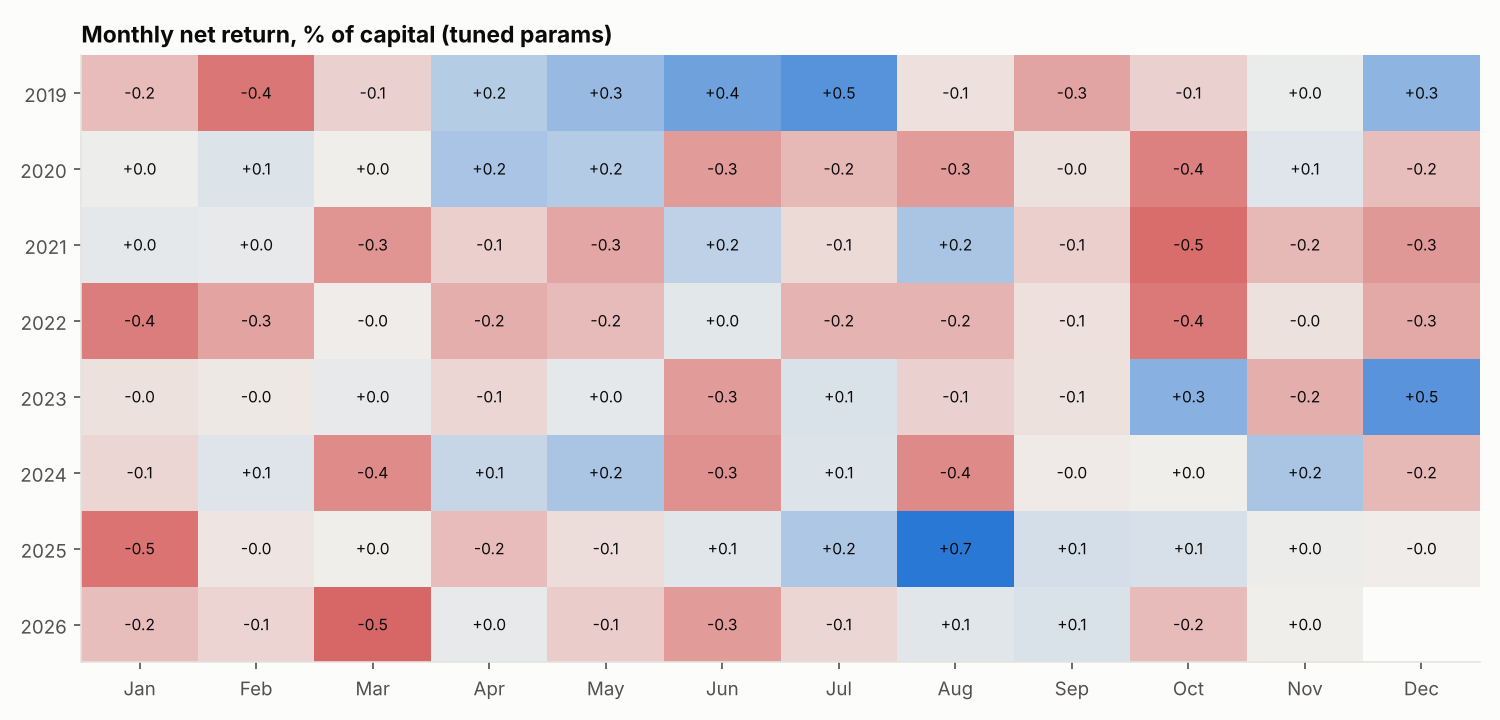 Monthly net return, % of capital (tuned params)
2019 -0.2 -0.4 -0.1 +0.2 +0.3 +0.4 +0.5 -0.1 -0.3 -0.1 +0.0 +0.3
2020 +0.0 +0.1 +0.0 +0.2 +0.2 -0.3 -0.2 -0.3 -0.0 -0.4 +0.1 -0.2
2021 +0.0 +0.0 -0.3 -0.1 -0.3 +0.2 -0.1 +0.2 -0.1 -0.5 -0.2 -0.3
2022 -0.4 -0.3 -0.0 -0.2 -0.2 +0.0 -0.2 -0.2 -0.1 -0.4 -0.0 -0.3
2023 -0.0 -0.0 +0.0 -0.1 +0.0 -0.3 +0.1 -0.1 -0.1 +0.3 -0.2 +0.5
2024 -0.1 +0.1 -0.4 +0.1 +0.2 -0.3 +0.1 -0.4 -0.0 +0.0 +0.2 -0.2
2025 -0.5 -0.0 +0.0 -0.2 -0.1 +0.1 +0.2 +0.7 +0.1 +0.1 +0.0 -0.0
2026 -0.2 -0.1 -0.5 +0.0 -0.1 -0.3 -0.1 +0.1 +0.1 -0.2 +0.0
Jan Feb Mar Apr May Jun Jul Aug Sep Oct Nov Dec